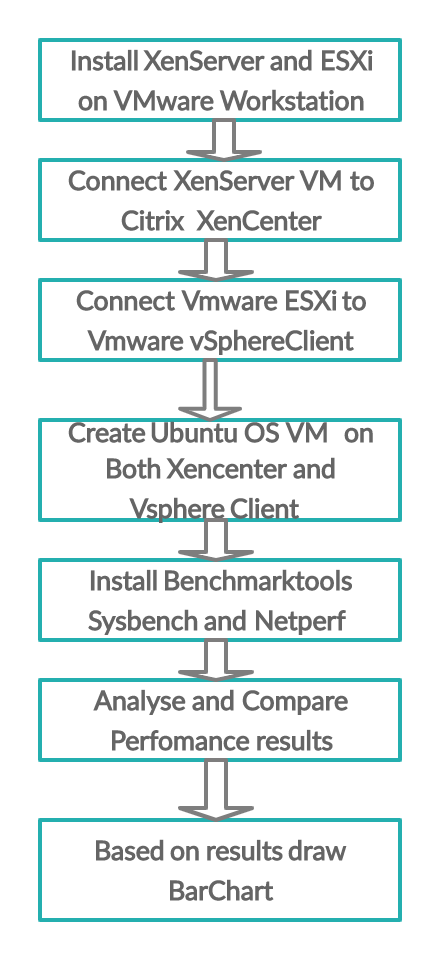 Install XenServer and ESXi
on VMware Workstation
Connect XenServer VM to
Citrix XenCenter
Connect Vmware ESXi to
Vmware vSphereClient
Create Ubuntu OS VM on
Both Xencenter and
Vsphere Client
Install Benchmarktools
Sysbench and Netperf
Analyse and Compare
Perfomance results
Based on results draw
BarChart